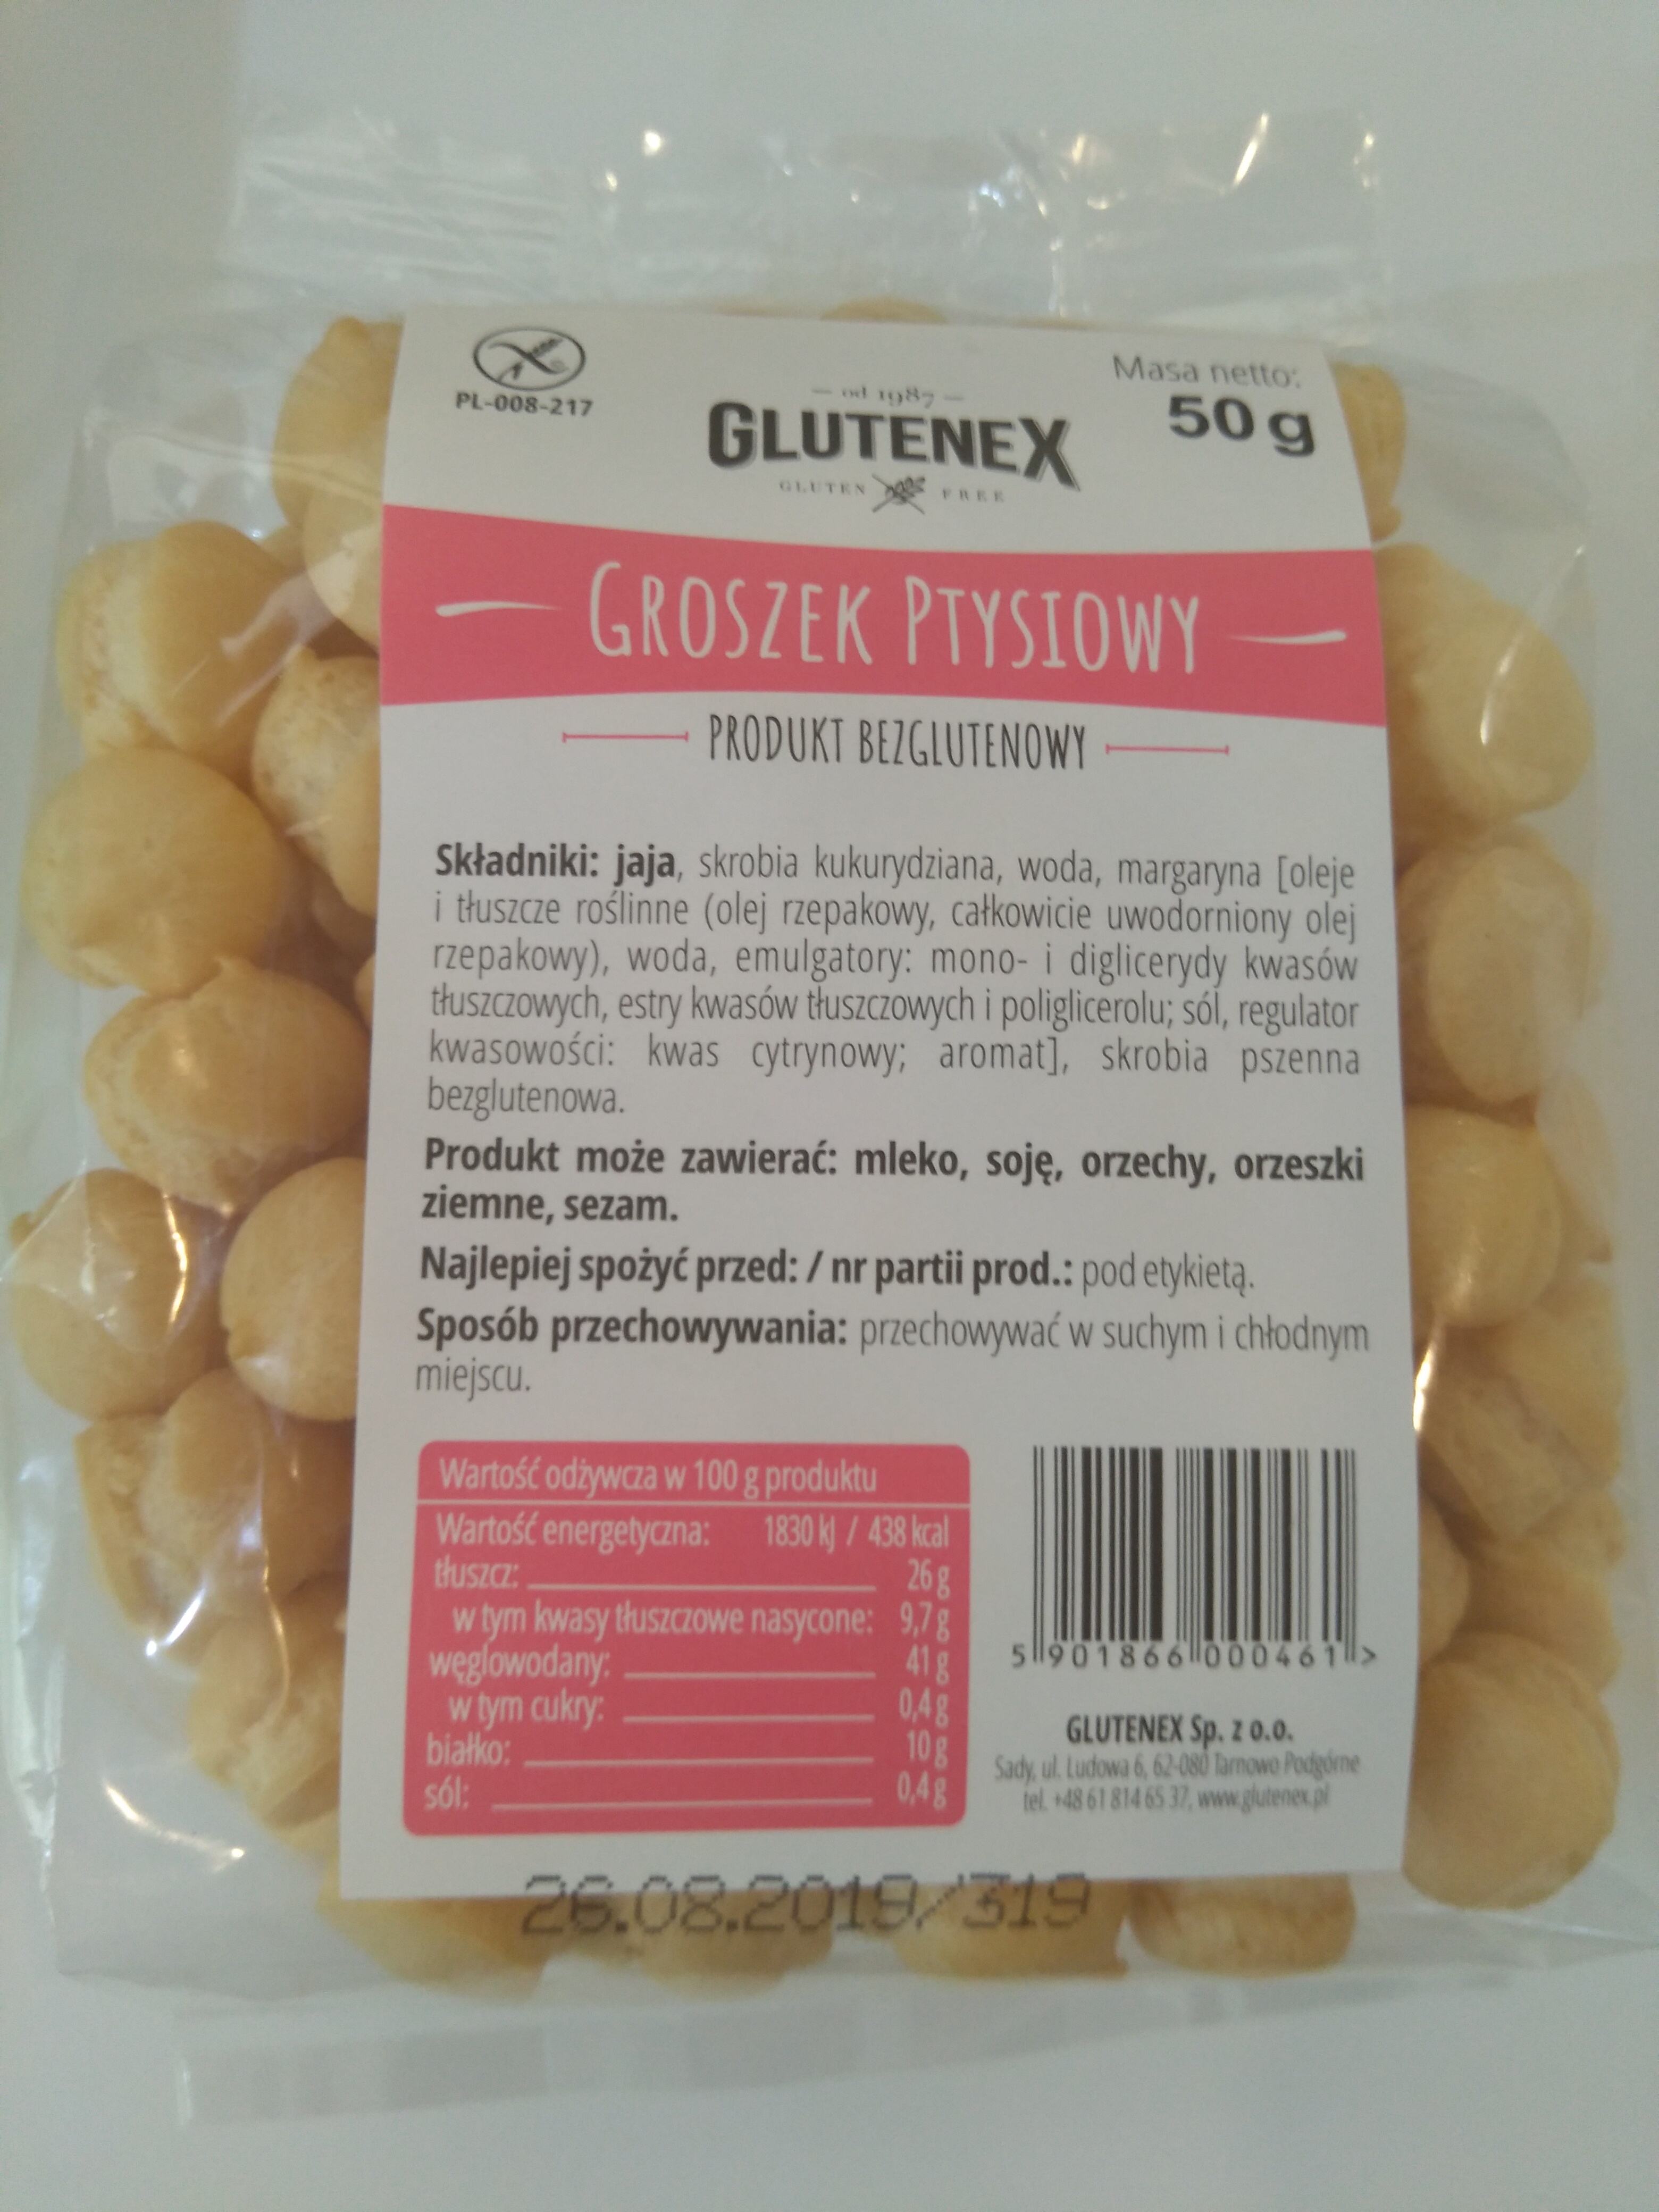 PL-008-217
Masa netto:
50 g
od 1987
GLUTENEX
GLUTEN FREE
GROSZEK PTYSIOWY
PRODUKT BEZGLUTENOWY
Składniki: jaja, skrobia kukurydziana, woda, margaryna [oleje
i tłuszcze roślinne (olej rzepakowy, całkowicie uwodorniony olej
rzepakowy), woda, emulgatory: mono- i diglicerydy kwasów
tłuszczowych, estry kwasów tłuszczowych i poliglicerolu; sól, regulator
kwasowości: kwas cytrynowy; aromat], skrobia pszenna
bezglutenowa.
Produkt może zawierać: mleko, soję, orzechy, orzeszki
ziemne, sezam.
Najlepiej spożyć przed: / nr partii prod.: pod etykietą.
Sposób przechowywania: przechowywać w suchym i chłodnym
miejscu.
Wartość odżywcza w 100 g produktu
Wartość energetyczna: 1830 kJ / 438 kcal
tłuszcz: 26 g
w tym kwasy tłuszczowe nasycone: 9,7 g
węglowodany: 41 g
w tym cukry: 0,4 g
białko: 10 g
sól: 0,4 g
5 901866 000461 >
GLUTENEX Sp. z o.o.
Sady, ul. Ludowa 6, 62-080 Tarnowo Podgórne
tel. +48 61 814 65 37, www.glutenex.pl
26.08.2019/319